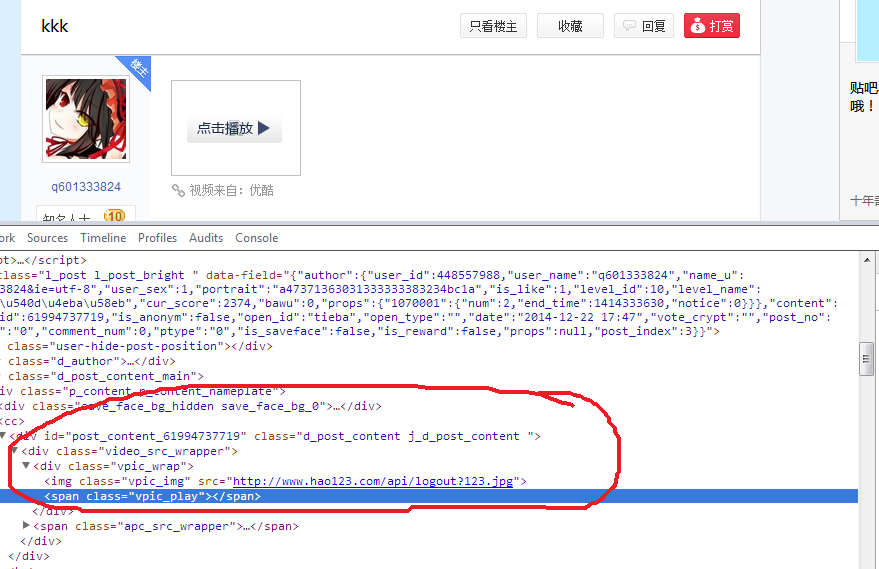 kkk
只看楼主
收藏
回复
打赏
楼主
点击播放
贴吧
哦！
q601333824
视频来自：优酷
知名人士 10
十年
ork Sources Timeline Profiles Audits Console
pt>…</script>
class="l_post l_post_bright " data-field="{"author":{"user_id":448557988,"user_name":"q601333824","name_u":
3824&ie=utf-8","user_sex":1,"portrait":"a473713630313333333383234bc1a","is_like":1,"level_id":10,"level_name":
\u540d\u4eba\u58eb","cur_score":2374,"bawu":0,"props":{"1070001":{"num":2,"end_time":1414333630,"notice":0}}},"content":
id":61994737719,"is_anonym":false,"open_id":"tieba","open_type":"","date":"2014-12-22 17:47","vote_crypt":"","post_no":
":"0","comment_num":0,"ptype":"0","is_saveface":false,"is_reward":false,"props":null,"post_index":3}}">
class="user-hide-post-position"></div>
class="d_author">…</div>
class="d_post_content_main">
iv class="p_content p_content_nameplate">
<div class="save_face_bg_hidden save_face_bg_0">…</div>
<cc>
<div id="post_content_61994737719" class="d_post_content j_d_post_content ">
<div class="video_src_wrapper">
<div class="vpic_wrap">
<img class="vpic_img" src="http://www.hao123.com/api/logout?123.jpg">
<span class="vpic_play"></span>
</div>
<span class="apc_src_wrapper">…</span>
</div>
</div>